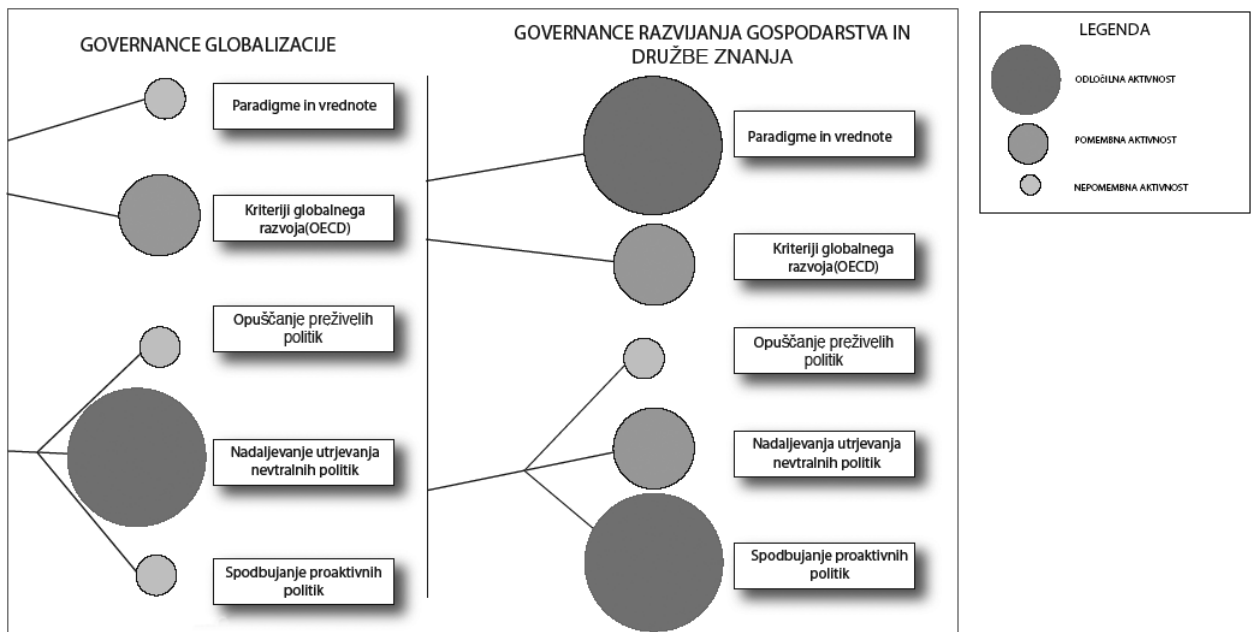 GOVERNANCE GLOBALIZACIJE
Paradigme in vrednote
Kriteriji globalnega
razvoja(OECD)
Opuščanje preživelih
politik
Nadaljevanje utrjevanja
nevtralnih politik
Spodbujanje proaktivnih
politik
GOVERNANCE RAZVIJANJA GOSPODARSTVA IN
DRUŽBE ZNANJA
Paradigme in vrednote
Kriteriji globalnega
razvoja(OECD)
Opuščanje preživelih
politik
Nadaljevanja utrjevanja
nevtralnih politik
Spodbujanje proaktivnih
politik
LEGENDA
ODLOčILNA AKTIVNOST
POMEMBNA AKTIVNOST
NEPOMEMBNA AKTIVNOST